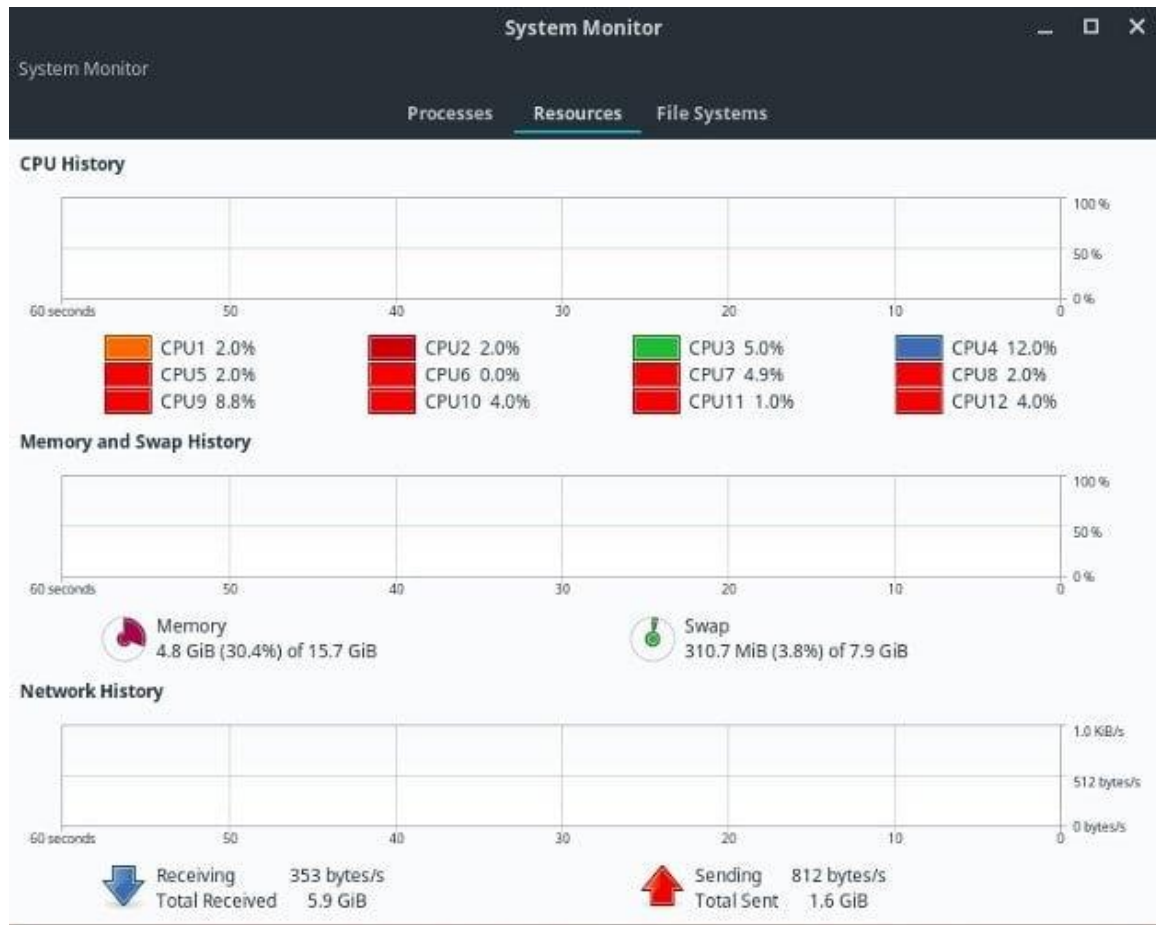 System Monitor
System Monitor
Processes Resources File Systems
CPU History
100 %
50 %
0 %
60 seconds 50 40 30 20 10 0
CPU1 2.0% CPU2 2.0% CPU3 5.0% CPU4 12.0%
CPU5 2.0% CPU6 0.0% CPU7 4.9% CPU8 2.0%
CPU9 8.8% CPU10 4.0% CPU11 1.0% CPU12 4.0%
Memory and Swap History
100 %
50 %
0 %
60 seconds 50 40 30 20 10 0
Memory Swap
4.8 GiB (30.4%) of 15.7 GiB 310.7 MiB (3.8%) of 7.9 GiB
Network History
1.0 KiB/s
512 bytes/s
0 bytes/s
60 seconds 50 40 30 20 10 0
Receiving 353 bytes/s Sending 812 bytes/s
Total Received 5.9 GiB Total Sent 1.6 GiB